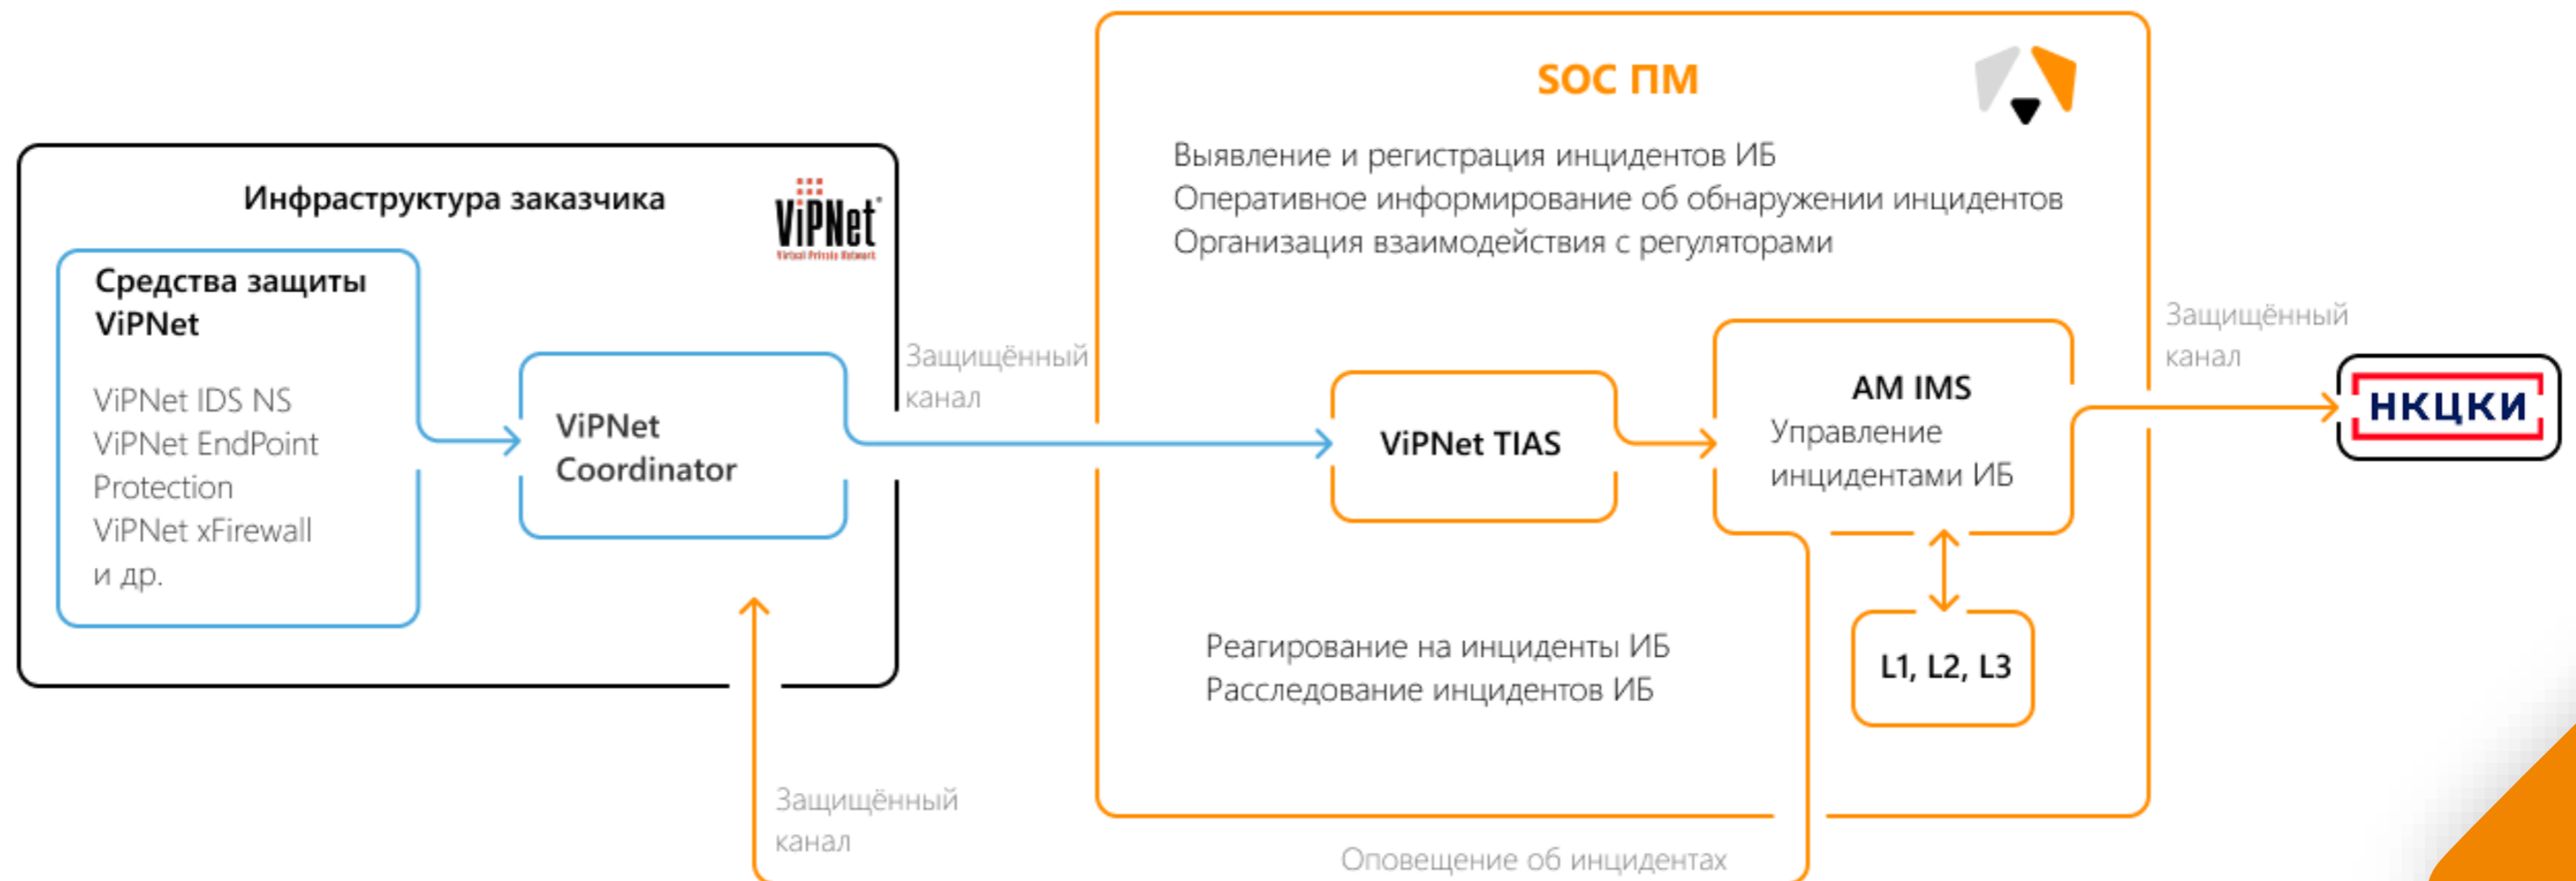 Инфраструктура заказчика
ViPNet
Virtual Private Network
Средства защиты
ViPNet
ViPNet IDS NS
ViPNet EndPoint
Protection
ViPNet xFirewall
и др.
ViPNet
Coordinator
Защищённый
канал
Защищённый
канал
SOC ПМ
Выявление и регистрация инцидентов ИБ
Оперативное информирование об обнаружении инцидентов
Организация взаимодействия с регуляторами
ViPNet TIAS
AM IMS
Управление
инцидентами ИБ
L1, L2, L3
Реагирование на инциденты ИБ
Расследование инцидентов ИБ
Оповещение об инцидентах
Защищённый
канал
НКЦКИ